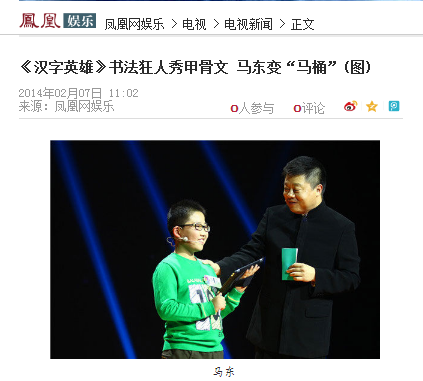 鳳凰 娱乐 凤凰网娱乐 > 电视 > 电视新闻 > 正文
《汉字英雄》书法狂人秀甲骨文 马东变“马桶”(图)
2014年02月07日 11:02
来源：凤凰网娱乐 0人参与 0评论
马东